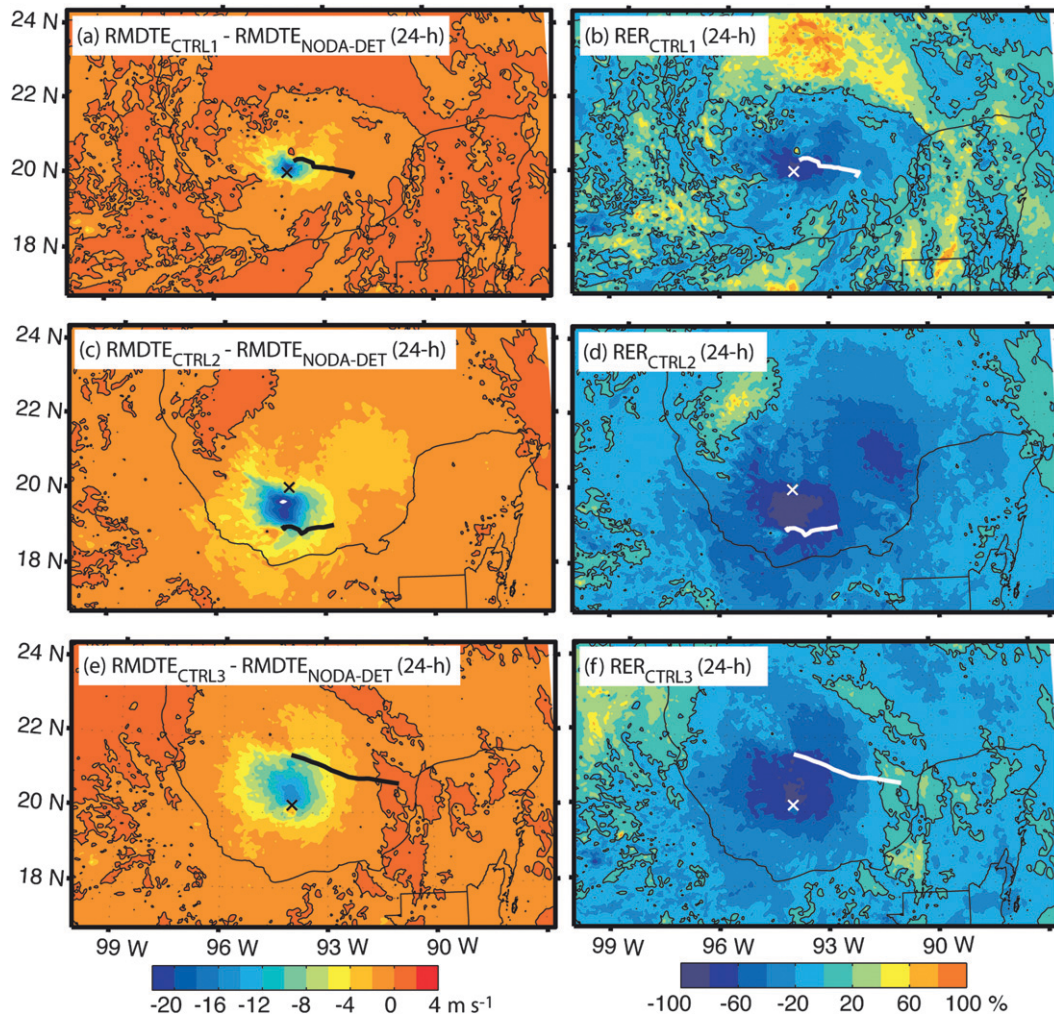 24 N
(a) RMDTE_CTRL1 - RMDTE_NODA-DET (24-h)
(b) RER_CTRL1 (24-h)
22 N
20 N
18 N
24 N
(c) RMDTE_CTRL2 - RMDTE_NODA-DET (24-h)
(d) RER_CTRL2 (24-h)
22 N
20 N
18 N
24 N
(e) RMDTE_CTRL3 - RMDTE_NODA-DET (24-h)
(f) RER_CTRL3 (24-h)
22 N
20 N
18 N
99 W 96 W 93 W 90 W 99 W 96 W 93 W 90 W
-20 -16 -12 -8 -4 0 4 m s⁻¹ -100 -60 -20 20 60 100 %